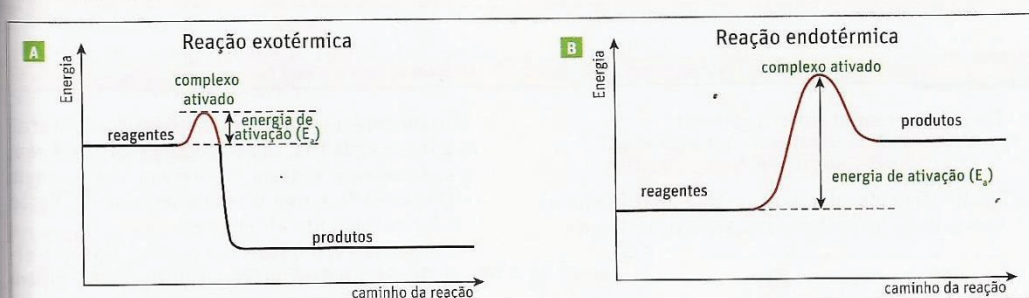 A
Reação exotérmica
Energia
complexo
ativado
energia de
ativação (Eₐ)
reagentes
produtos
caminho da reação
B
Reação endotérmica
Energia
complexo ativado
produtos
energia de ativação (Eₐ)
reagentes
caminho da reação